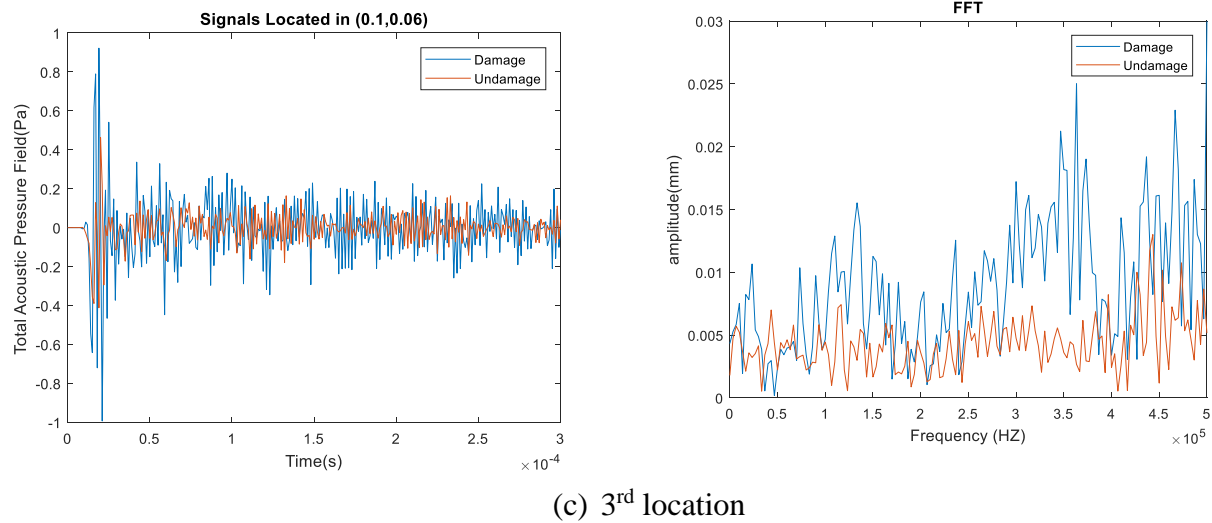 Signals Located in (0.1,0.06)
Total Acoustic Pressure Field(Pa)
1
0.8
0.6
0.4
0.2
0
-0.2
-0.4
-0.6
-0.8
-1
Damage
Undamage
0 0.5 1 1.5 2 2.5 3
Time(s)
×10⁻⁴
FFT
amplitude(mm)
0.03
0.025
0.02
0.015
0.01
0.005
0
Damage
Undamage
0 0.5 1 1.5 2 2.5 3 3.5 4 4.5 5
Frequency (HZ)
×10⁵
(c) 3rd location